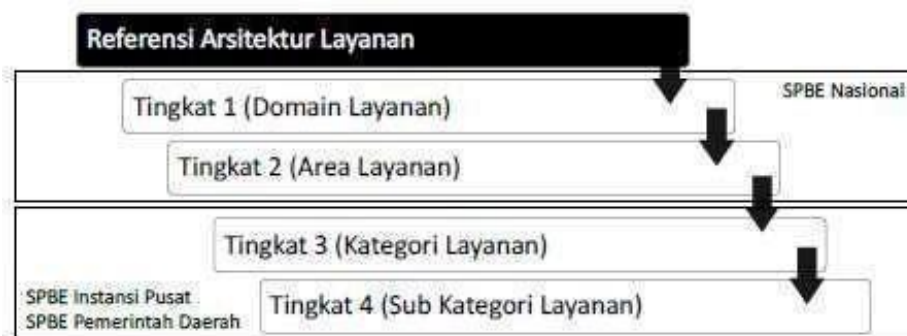 Referensi Arsitektur Layanan
Tingkat 1 (Domain Layanan)
SPBE Nasional
Tingkat 2 (Area Layanan)
Tingkat 3 (Kategori Layanan)
SPBE Instansi Pusat
SPBE Pemerintah Daerah
Tingkat 4 (Sub Kategori Layanan)